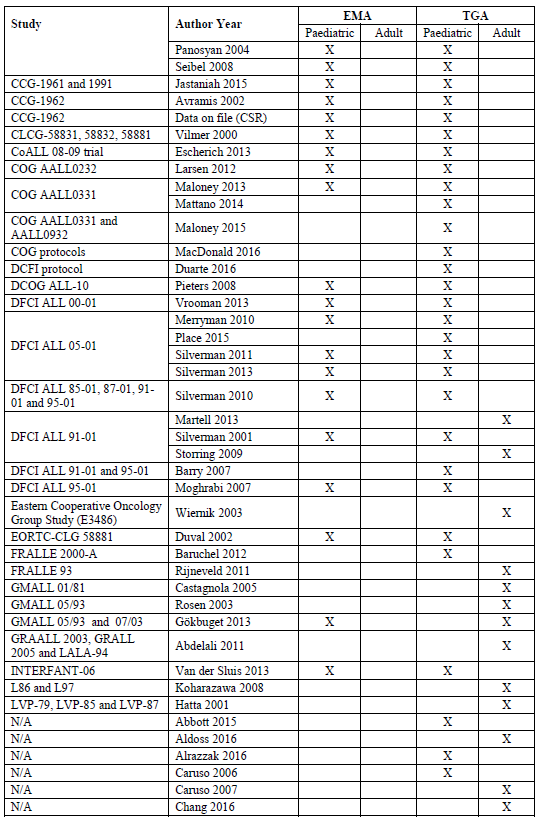 Study Author Year EMA TGA
Paediatric Adult Paediatric Adult
Panosyan 2004 X X
Seibel 2008 X X
CCG-1961 and 1991 Jastaniah 2015 X X
CCG-1962 Avramis 2002 X X
CCG-1962 Data on file (CSR) X X
CLCG-58831, 58832, 58881 Vilmer 2000 X X
CoALL 08-09 trial Escherich 2013 X X
COG AALL0232 Larsen 2012 X X
COG AALL0331 Maloney 2013 X X
Mattano 2014 X
COG AALL0331 and
AALL0932 Maloney 2015 X
COG protocols MacDonald 2016 X
DCFI protocol Duarte 2016 X
DCOG ALL-10 Pieters 2008 X X
DFCI ALL 00-01 Vrooman 2013 X X
DFCI ALL 05-01 Merryman 2010 X X
Place 2015 X
Silverman 2011 X X
Silverman 2013 X X
DFCI ALL 85-01, 87-01, 91-
01 and 95-01 Silverman 2010 X X
DFCI ALL 91-01 Martell 2013 X
Silverman 2001 X X
Storring 2009 X
DFCI ALL 91-01 and 95-01 Barry 2007 X
DFCI ALL 95-01 Moghrabi 2007 X X
Eastern Cooperative Oncology
Group Study (E3486) Wiernik 2003 X
EORTC-CLG 58881 Duval 2002 X X
FRALLE 2000-A Baruchel 2012 X
FRALLE 93 Rijneveld 2011 X
GMALL 01/81 Castagnola 2005 X
GMALL 05/93 Rosen 2003 X
GMALL 05/93 and 07/03 Gökbuget 2013 X X
GRAALL 2003, GRALL
2005 and LALA-94 Abdelali 2011 X
INTERFANT-06 Van der Sluis 2013 X X
L86 and L97 Koharazawa 2008 X
LVP-79, LVP-85 and LVP-87 Hatta 2001 X
N/A Abbott 2015 X
N/A Aldoss 2016 X
N/A Alrazzak 2016 X
N/A Caruso 2006 X
N/A Caruso 2007 X
N/A Chang 2016 X